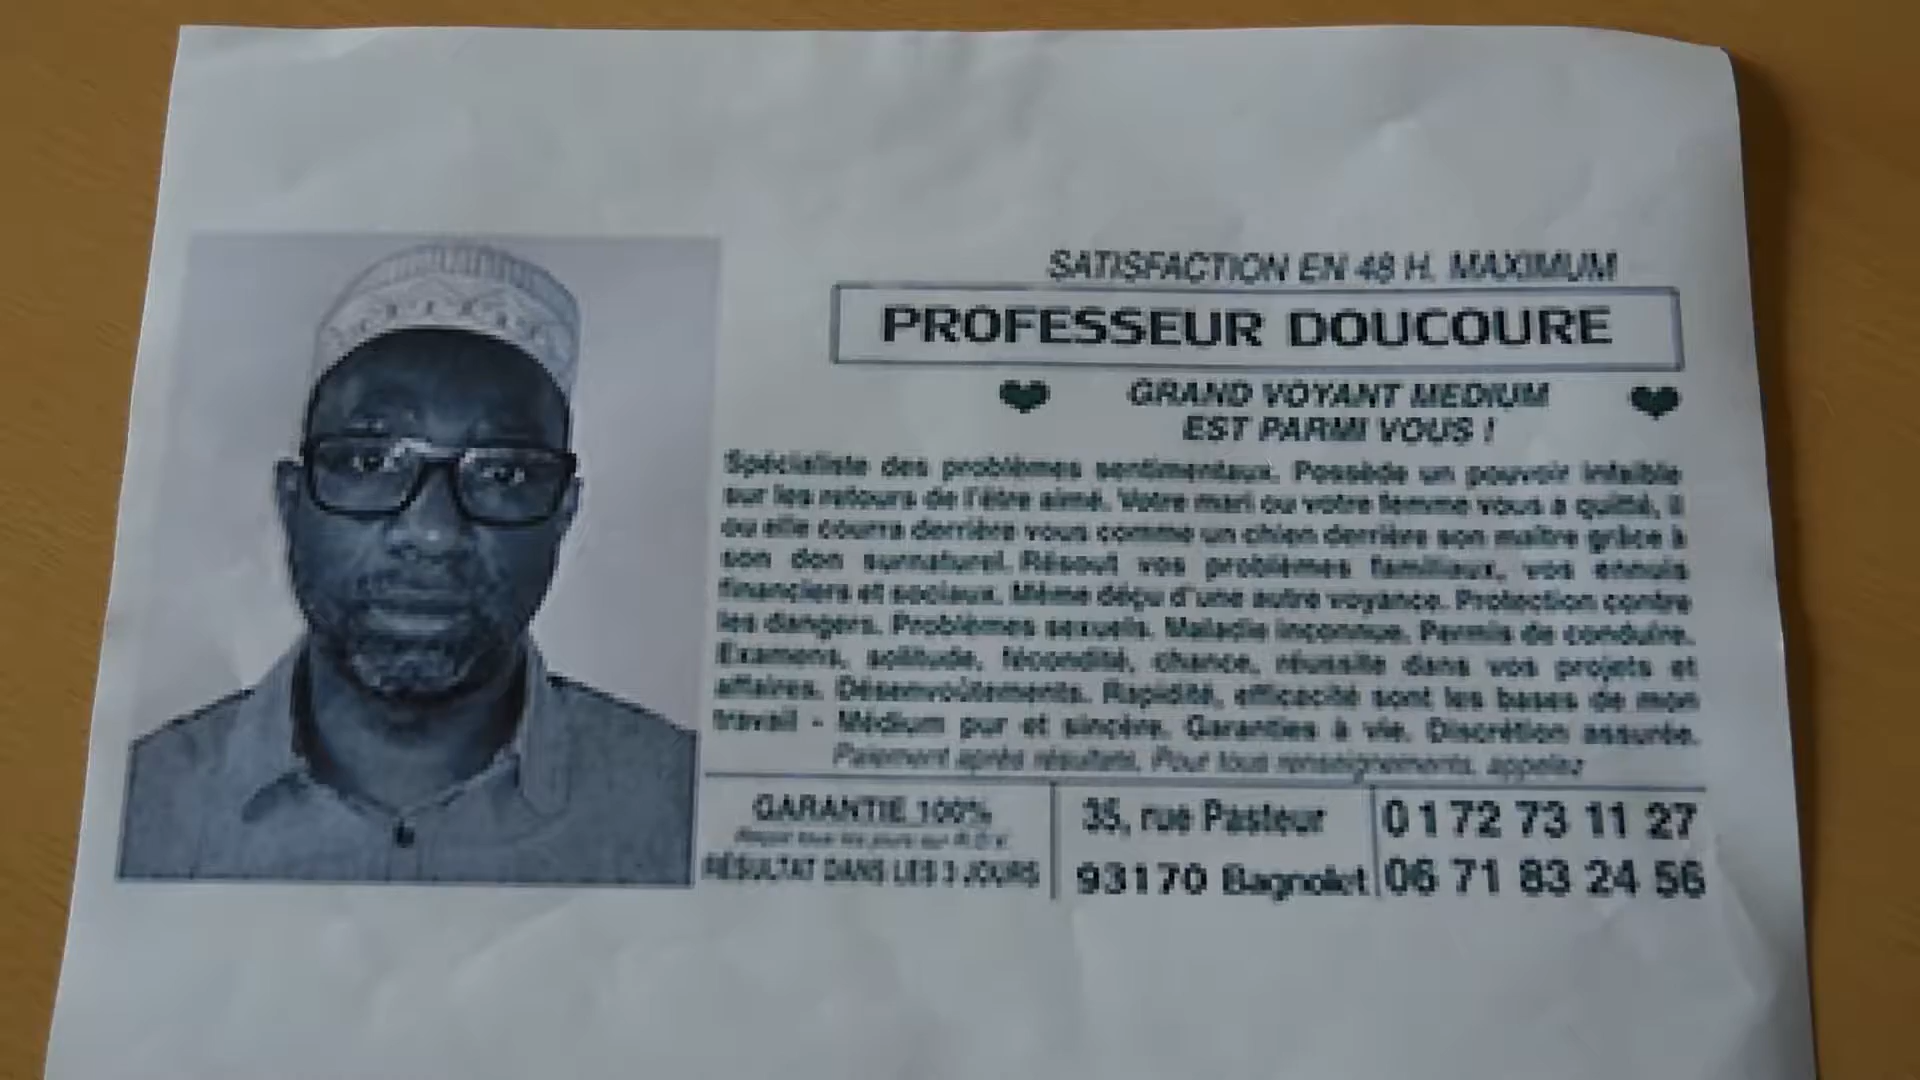 SATISFACTION EN 48 H. MAXIMUM
PROFESSEUR DOUCOURE
GRAND VOYANT MEDIUM
EST PARMI VOUS !
Spécialiste des problèmes sentimentaux. Possède un pouvoir infaible
sur les retours de l'être aimé. Votre mari ou votre femme vous a quitté, il
ou elle courra derrière vous comme un chien derrière son maître grâce à
son don surnaturel. Résout vos problèmes familiaux, vos ennuis
financiers et sociaux. Même déçu d'une autre voyance. Protection contre
les dangers. Problèmes sexuels. Maladie inconnue. Permis de conduire.
Examens, solitude, fécondité, chance, réussite dans vos projets et
affaires. Désenvoûtements. Rapidité, efficacité sont les bases de mon
travail - Médium pur et sincère. Garanties à vie. Discrétion assurée.
Paiement après résultats. Pour tous renseignements, appelez
GARANTIE 100%
Reçoit tous les jours sur R.D.V.
RÉSULTAT DANS LES 3 JOURS
35, rue Pasteur
93170 Bagnolet
01 72 73 11 27
06 71 83 24 56